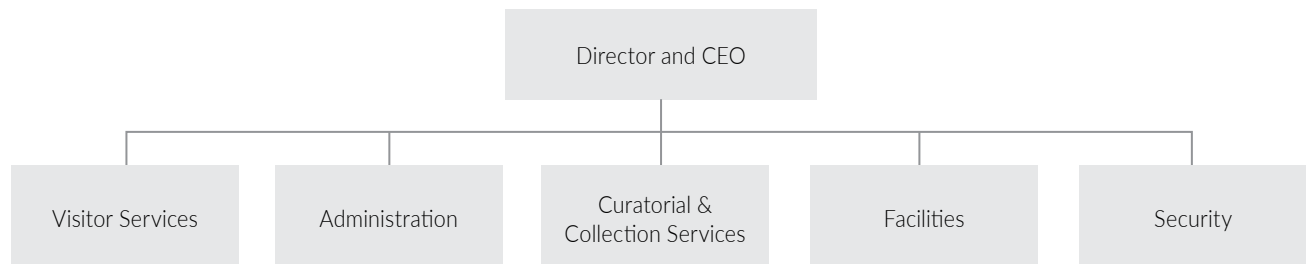 Director and CEO
Visitor Services
Administration
Curatorial &
Collection Services
Facilities
Security